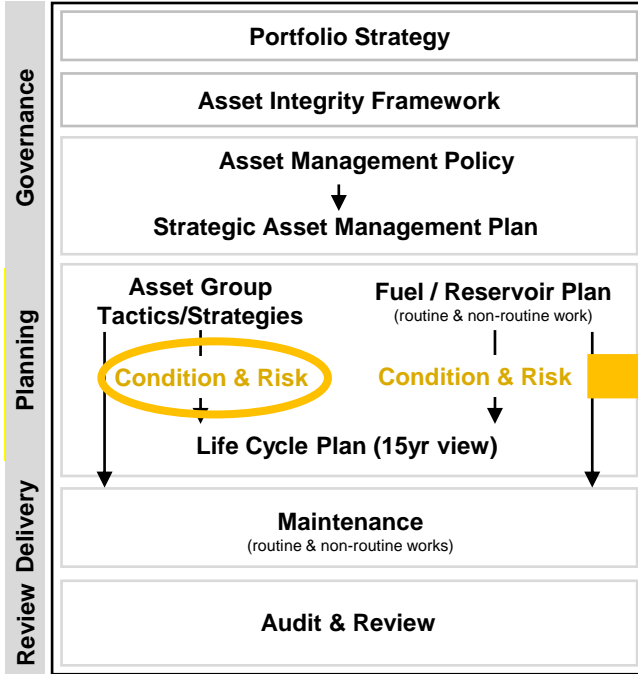 Governance
Portfolio Strategy
Asset Integrity Framework
Asset Management Policy
Strategic Asset Management Plan
Planning
Asset Group
Tactics/Strategies
Fuel / Reservoir Plan
(routine & non-routine work)
Condition & Risk
Condition & Risk
Life Cycle Plan (15yr view)
Delivery
Maintenance
(routine & non-routine works)
Review
Audit & Review